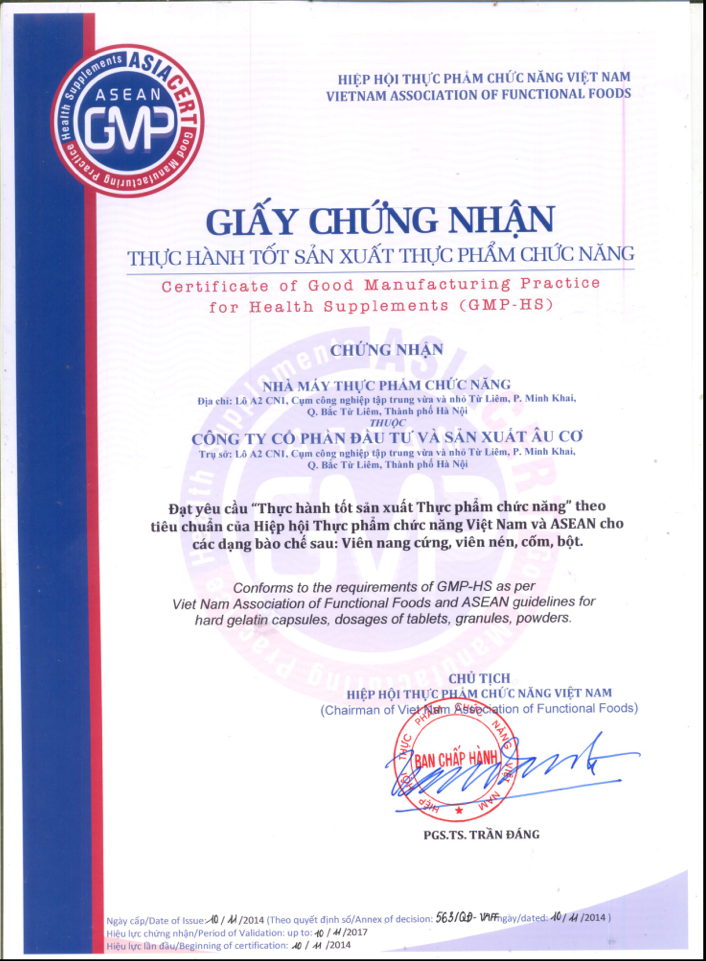 Health Supplements ASIACERT
ASEAN
GMP
Good Manufacturing Practice
HIỆP HỘI THỰC PHẨM CHỨC NĂNG VIỆT NAM
VIETNAM ASSOCIATION OF FUNCTIONAL FOODS
GIẤY CHỨNG NHẬN
THỰC HÀNH TỐT SẢN XUẤT THỰC PHẨM CHỨC NĂNG
Certificate of Good Manufacturing Practice
for Health Supplements (GMP-HS)
CHỨNG NHẬN
NHÀ MÁY THỰC PHẨM CHỨC NĂNG
Địa chỉ: Lô A2 CN1, Cụm công nghiệp tập trung vừa và nhỏ Từ Liêm, P. Minh Khai,
Q. Bắc Từ Liêm, Thành phố Hà Nội
THUỘC
CÔNG TY CỔ PHẦN ĐẦU TƯ VÀ SẢN XUẤT ÂU CƠ
Trụ sở: Lô A2 CN1, Cụm công nghiệp tập trung vừa và nhỏ Từ Liêm, P. Minh Khai,
Q. Bắc Từ Liêm, Thành phố Hà Nội
Đạt yêu cầu “Thực hành tốt sản xuất Thực phẩm chức năng” theo
tiêu chuẩn của Hiệp hội Thực phẩm chức năng Việt Nam và ASEAN cho
các dạng bào chế sau: Viên nang cứng, viên nén, cốm, bột.
Conforms to the requirements of GMP-HS as per
Viet Nam Association of Functional Foods and ASEAN guidelines for
hard gelatin capsules, dosages of tablets, granules, powders.
CHỦ TỊCH
HIỆP HỘI THỰC PHẨM CHỨC NĂNG VIỆT NAM
(Chairman of Viet Nam Association of Functional Foods)
HIỆP HỘI THỰC PHẨM CHỨC NĂNG VIỆT NAM
BAN CHẤP HÀNH
PGS.TS. TRẦN ĐÁNG
Ngày cấp/Date of Issue: 10 / 11 /2014 (Theo quyết định số/Annex of decision: 563/QĐ-VAFF ngày/dated: 10 / 11 /2014 )
Hiệu lực chứng nhận/Period of Validation: up to: 10 / 11 /2017
Hiệu lực lần đầu/Beginning of certification: 10 / 11 /2014